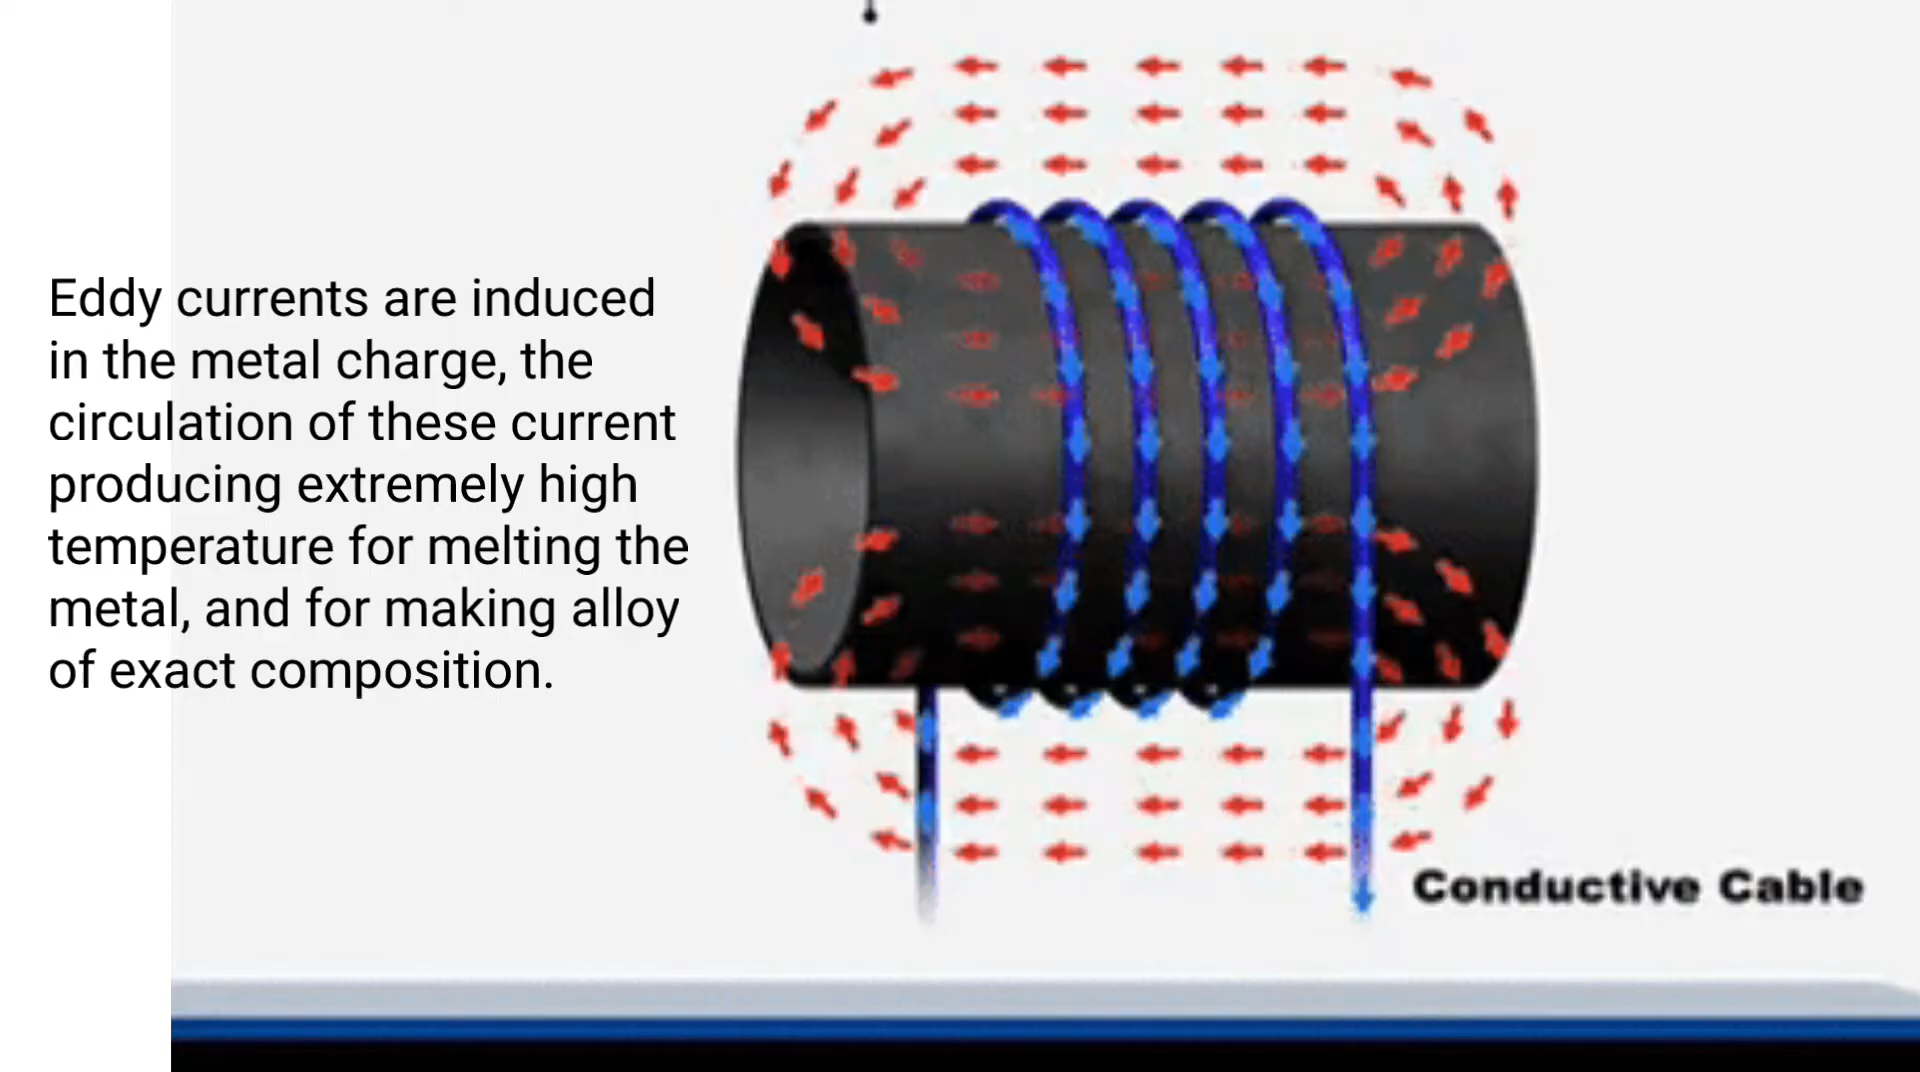 Eddy currents are induced
in the metal charge, the
circulation of these current
producing extremely high
temperature for melting the
metal, and for making alloy
of exact composition.
Conductive Cable